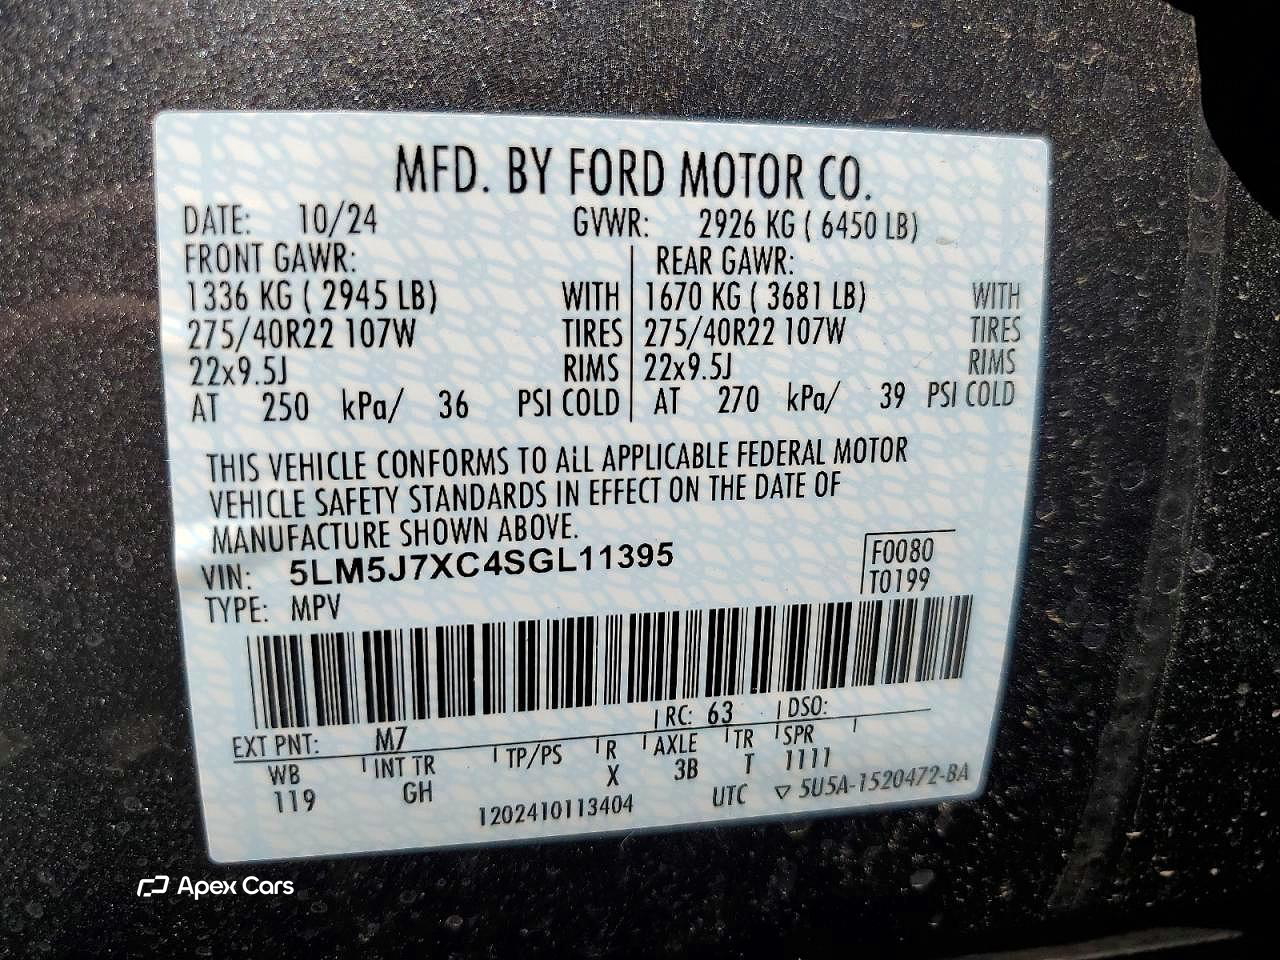 MFD. BY FORD MOTOR CO.
DATE: 10/24 GVWR: 2926 KG ( 6450 LB)
FRONT GAWR: REAR GAWR:
1336 KG ( 2945 LB) WITH 1670 KG ( 3681 LB) WITH
275/40R22 107W TIRES 275/40R22 107W TIRES
22x9.5J RIMS 22x9.5J RIMS
AT 250 kPa/ 36 PSI COLD AT 270 kPa/ 39 PSI COLD
THIS VEHICLE CONFORMS TO ALL APPLICABLE FEDERAL MOTOR
VEHICLE SAFETY STANDARDS IN EFFECT ON THE DATE OF
MANUFACTURE SHOWN ABOVE.
VIN: 5LM5J7XC4SGL11395 F0080
TYPE: MPV T0199
EXT PNT: M7 RC: 63 DSO:
WB INT TR TP/PS R AXLE TR SPR
119 GH X 3B T 1111
1202410113404 UTC ▽ 5U5A-1520472-BA
Apex Cars